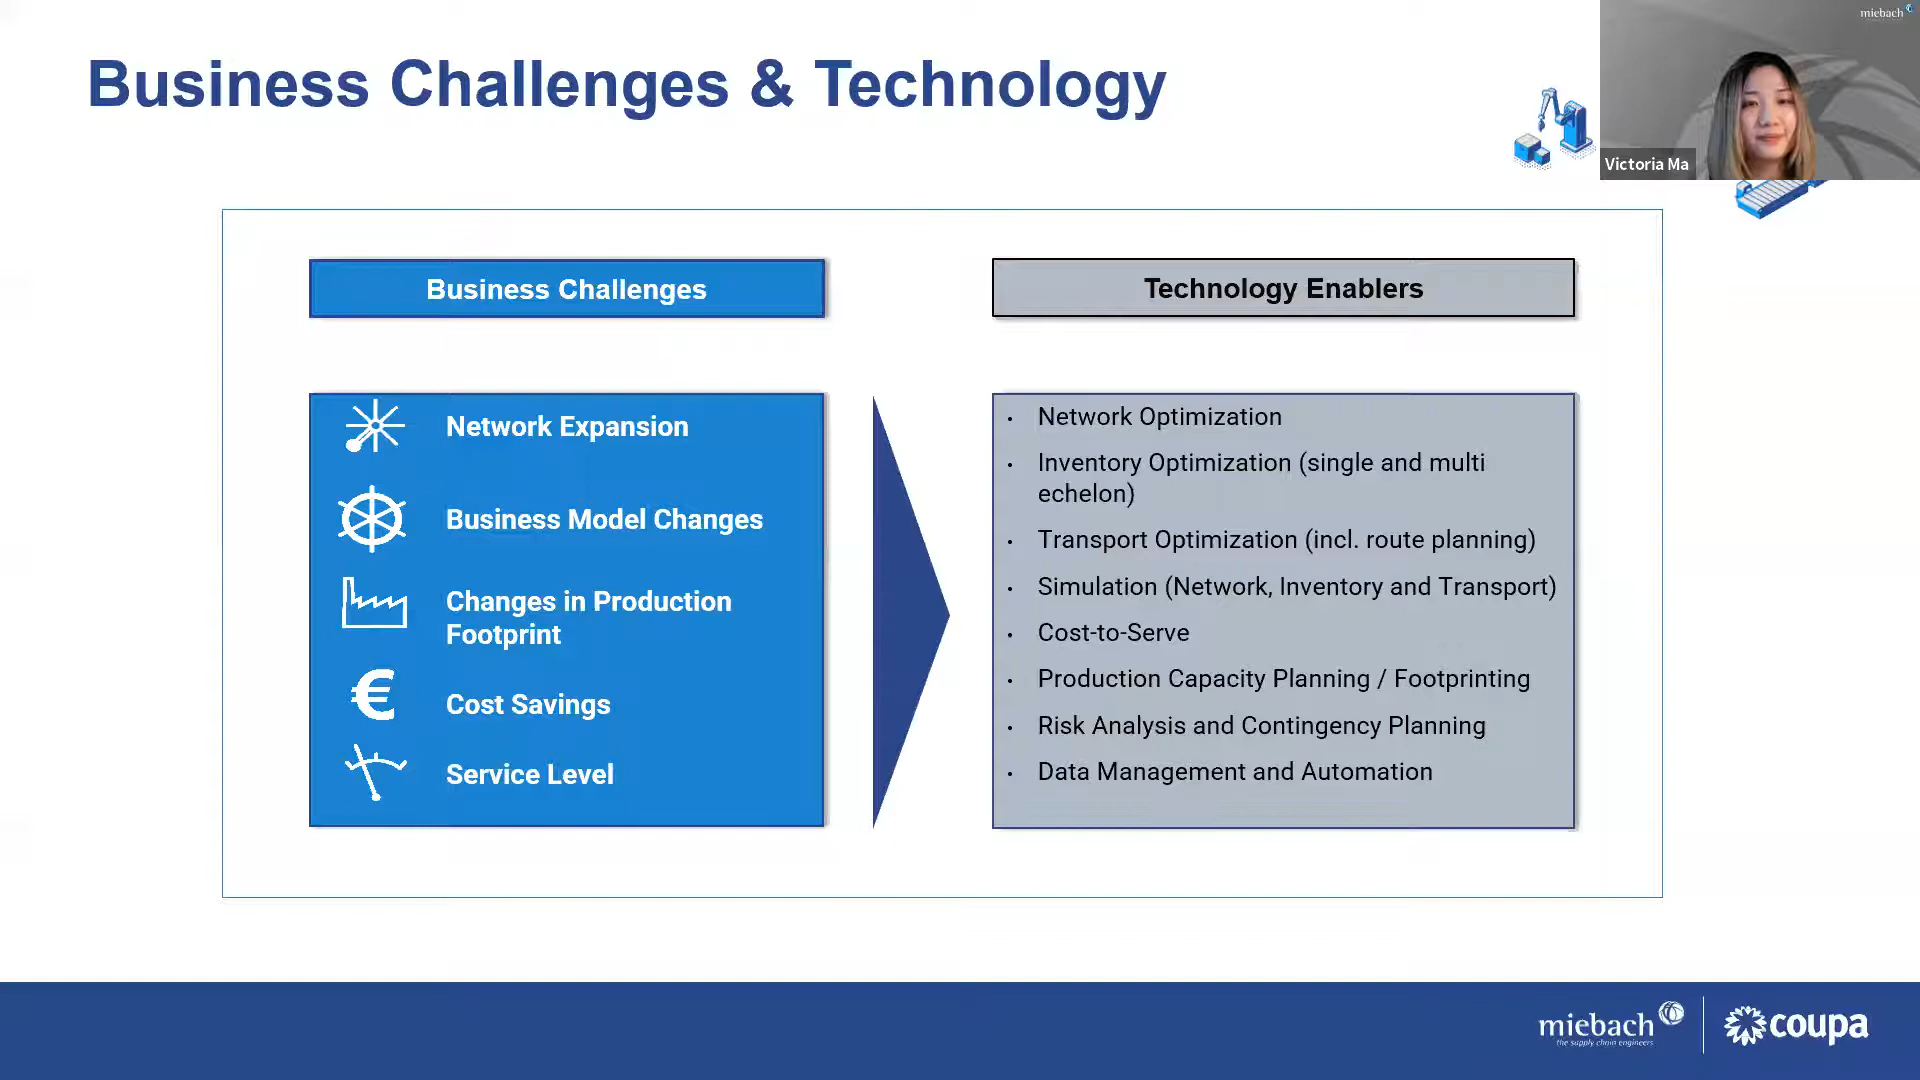 Business Challenges & Technology
miebach
Victoria Ma
Business Challenges
Network Expansion
Business Model Changes
Changes in Production
Footprint
€
Cost Savings
Service Level
Technology Enablers
• Network Optimization
• Inventory Optimization (single and multi
echelon)
• Transport Optimization (incl. route planning)
• Simulation (Network, Inventory and Transport)
• Cost-to-Serve
• Production Capacity Planning / Footprinting
• Risk Analysis and Contingency Planning
• Data Management and Automation
miebach
the supply chain engineers
coupa